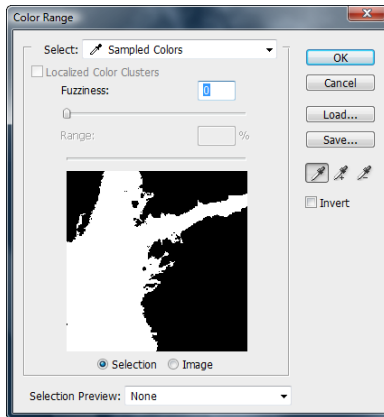 Color Range
Select: Sampled Colors
OK
Localized Color Clusters
Cancel
Fuzziness: 0
Load...
Range: %
Save...
Invert
Selection Image
Selection Preview: None